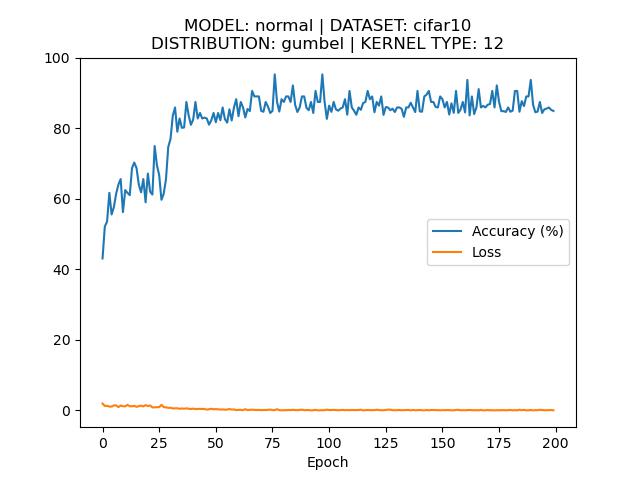 MODEL: normal | DATASET: cifar10
DISTRIBUTION: gumbel | KERNEL TYPE: 12
100
80
60
40
20
0
Accuracy (%)
Loss
0 25 50 75 100 125 150 175 200
Epoch